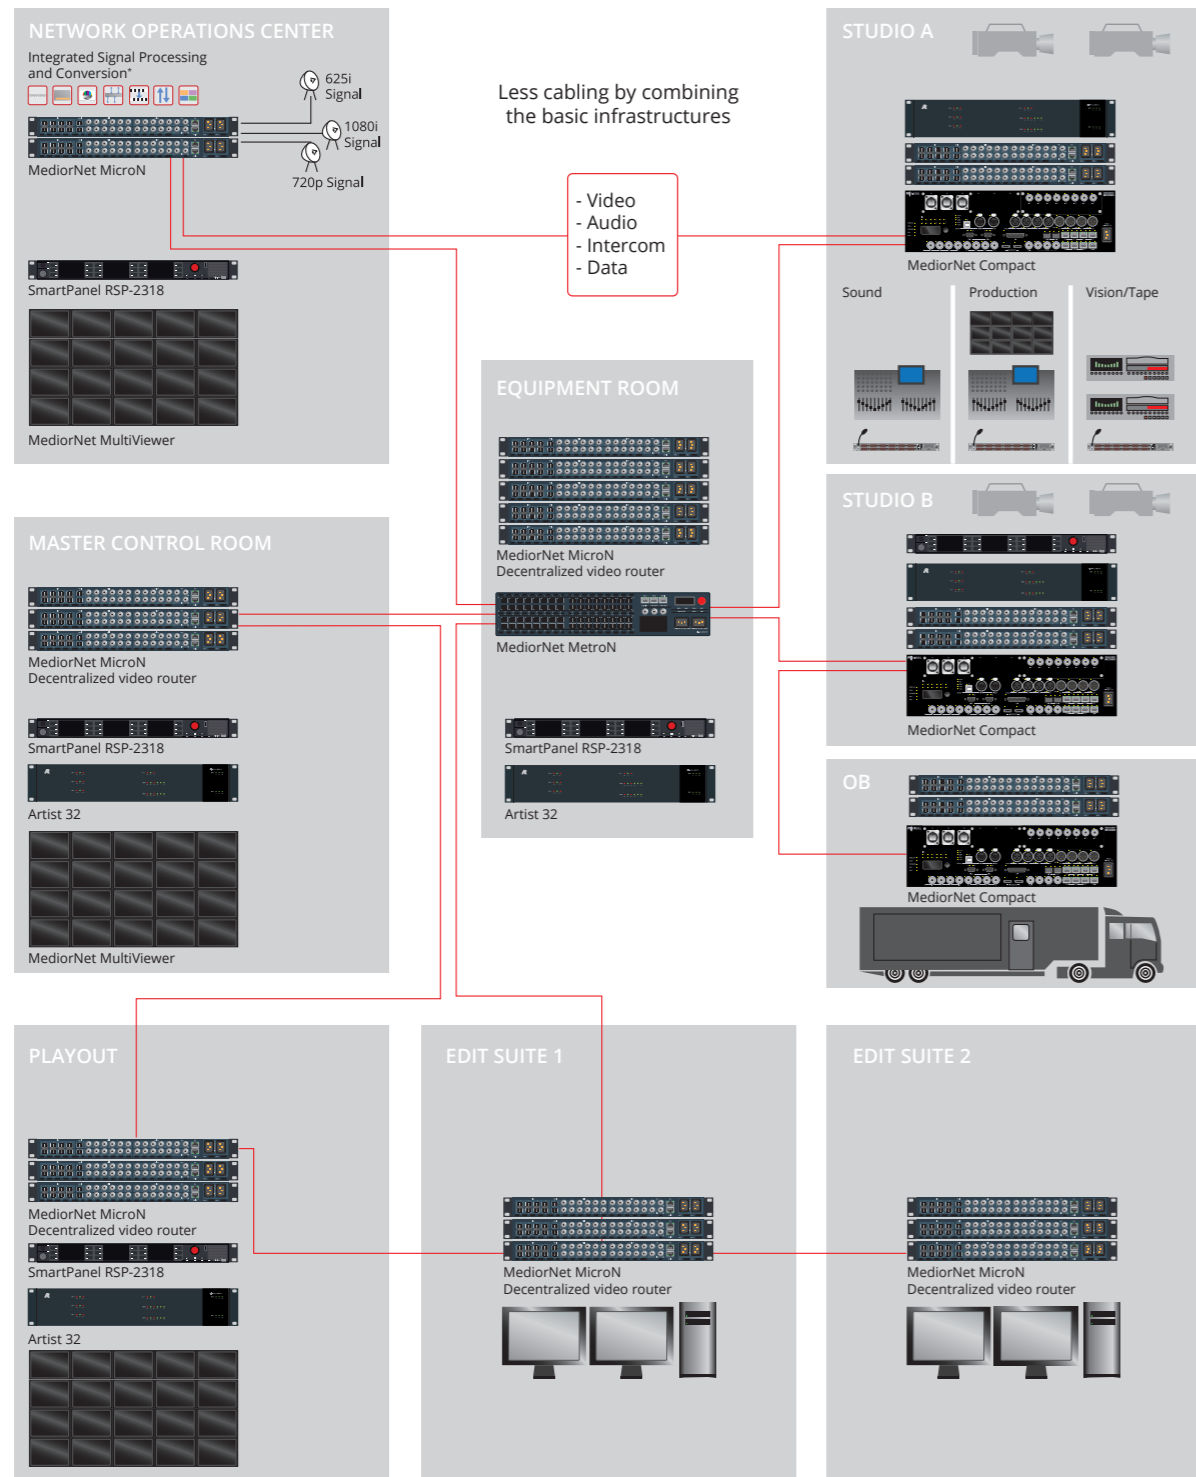 NETWORK OPERATIONS CENTER
Integrated Signal Processing
and Conversion*
625i
Signal
1080i
Signal
720p Signal
MediorNet MicroN
SmartPanel RSP-2318
MediorNet MultiViewer
Less cabling by combining
the basic infrastructures
- Video
- Audio
- Intercom
- Data
STUDIO A
MediorNet Compact
Sound
Production
Vision/Tape
EQUIPMENT ROOM
MediorNet MicroN
Decentralized video router
MediorNet MetroN
SmartPanel RSP-2318
Artist 32
STUDIO B
MediorNet Compact
MASTER CONTROL ROOM
MediorNet MicroN
Decentralized video router
SmartPanel RSP-2318
Artist 32
MediorNet MultiViewer
OB
MediorNet Compact
PLAYOUT
MediorNet MicroN
Decentralized video router
SmartPanel RSP-2318
Artist 32
EDIT SUITE 1
MediorNet MicroN
Decentralized video router
EDIT SUITE 2
MediorNet MicroN
Decentralized video router